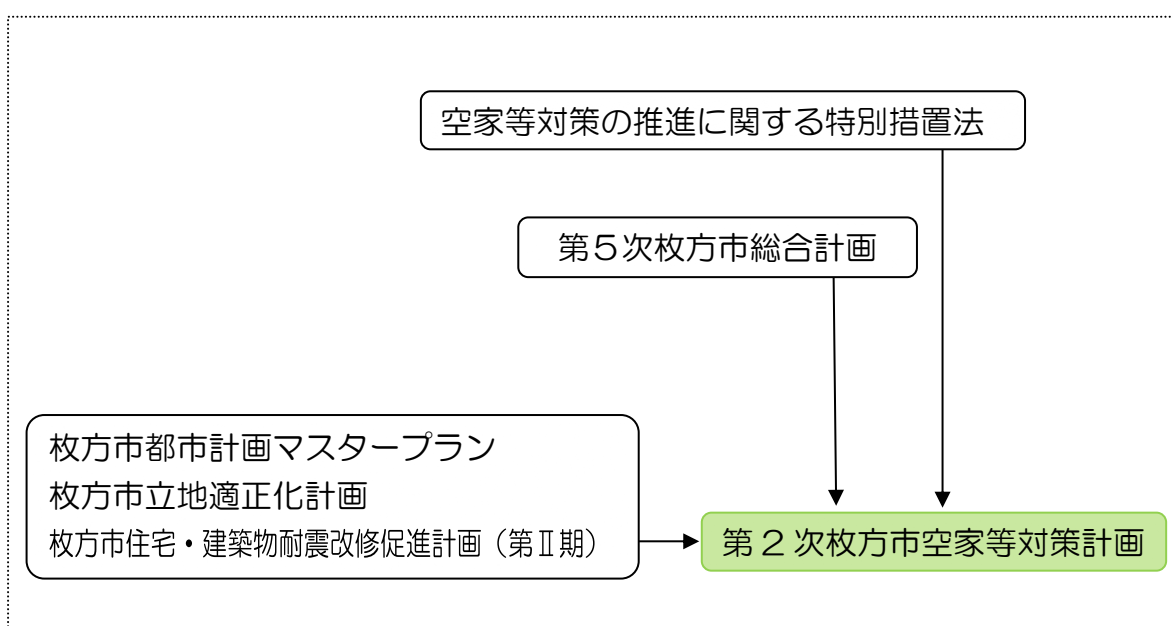 空家等対策の推進に関する特別措置法
第5次枚方市総合計画
枚方市都市計画マスタープラン
枚方市立地適正化計画
枚方市住宅・建築物耐震改修促進計画（第Ⅱ期）
第２次枚方市空家等対策計画